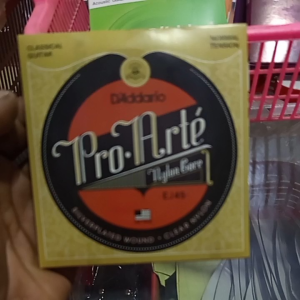 CLASSICAL
GUITAR
NORMAL
TENSION
D'Addario
Pro·Arté
Nylon Core
EJ45
SILVERPLATED WOUND • CLEAR NYLON